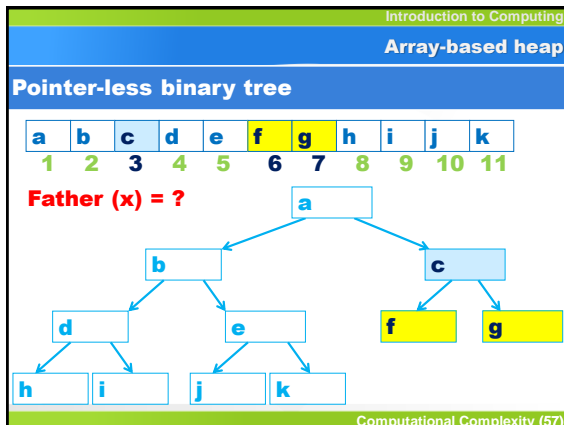 Introduction to Computing
Array-based heap
Pointer-less binary tree
a b c d e f g h i j k
1 2 3 4 5 6 7 8 9 10 11
Father (x) = ?
a
b c
d e f g
h i j k
Computational Complexity (57)